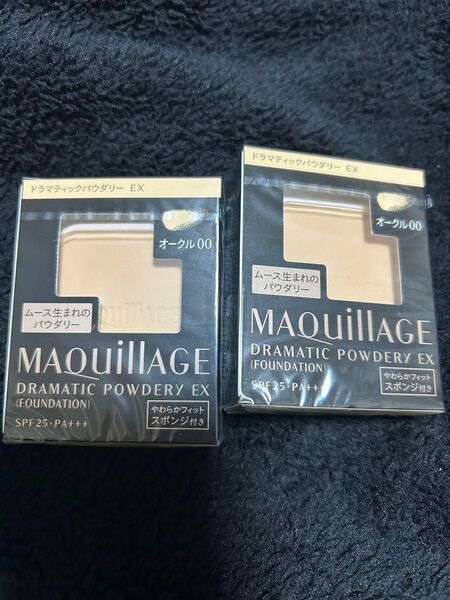 ドラマティックパウダリー EX
オークル00
ムース生まれの
パウダリー
MAQuillAGE
DRAMATIC POWDERY EX
(FOUNDATION)
SPF25・PA+++
やわらかフィット
スポンジ付き
ドラマティックパウダリー EX
オークル00
ムース生まれの
パウダリー
MAQuillAGE
DRAMATIC POWDERY EX
(FOUNDATION)
SPF25・PA+++
やわらかフィット
スポンジ付き